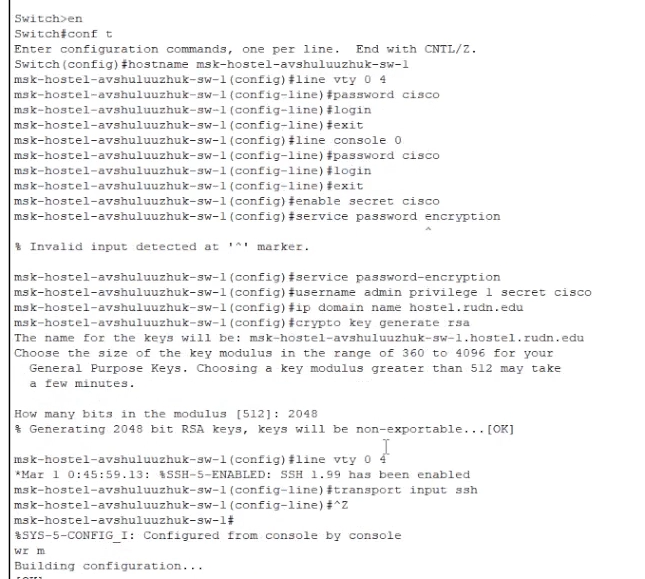 Switch>en
Switch#conf t
Enter configuration commands, one per line.  End with CNTL/Z.
Switch(config)#hostname msk-hostel-avshuluuzhuk-sw-1
msk-hostel-avshuluuzhuk-sw-1(config)#line vty 0 4
msk-hostel-avshuluuzhuk-sw-1(config-line)#password cisco
msk-hostel-avshuluuzhuk-sw-1(config-line)#login
msk-hostel-avshuluuzhuk-sw-1(config-line)#exit
msk-hostel-avshuluuzhuk-sw-1(config)#line console 0
msk-hostel-avshuluuzhuk-sw-1(config-line)#password cisco
msk-hostel-avshuluuzhuk-sw-1(config-line)#login
msk-hostel-avshuluuzhuk-sw-1(config-line)#exit
msk-hostel-avshuluuzhuk-sw-1(config)#enable secret cisco
msk-hostel-avshuluuzhuk-sw-1(config)#service password encryption
^
% Invalid input detected at '^' marker.
msk-hostel-avshuluuzhuk-sw-1(config)#service password-encryption
msk-hostel-avshuluuzhuk-sw-1(config)#username admin privilege 1 secret cisco
msk-hostel-avshuluuzhuk-sw-1(config)#ip domain name hostel.rudn.edu
msk-hostel-avshuluuzhuk-sw-1(config)#crypto key generate rsa
The name for the keys will be: msk-hostel-avshuluuzhuk-sw-1.hostel.rudn.edu
Choose the size of the key modulus in the range of 360 to 4096 for your
General Purpose Keys. Choosing a key modulus greater than 512 may take
a few minutes.
How many bits in the modulus [512]: 2048
% Generating 2048 bit RSA keys, keys will be non-exportable...[OK]
msk-hostel-avshuluuzhuk-sw-1(config)#line vty 0 4
*Mar 1 0:45:59.13: %SSH-5-ENABLED: SSH 1.99 has been enabled
msk-hostel-avshuluuzhuk-sw-1(config-line)#transport input ssh
msk-hostel-avshuluuzhuk-sw-1(config-line)#^Z
msk-hostel-avshuluuzhuk-sw-1#
%SYS-5-CONFIG_I: Configured from console by console
wr m
Building configuration...